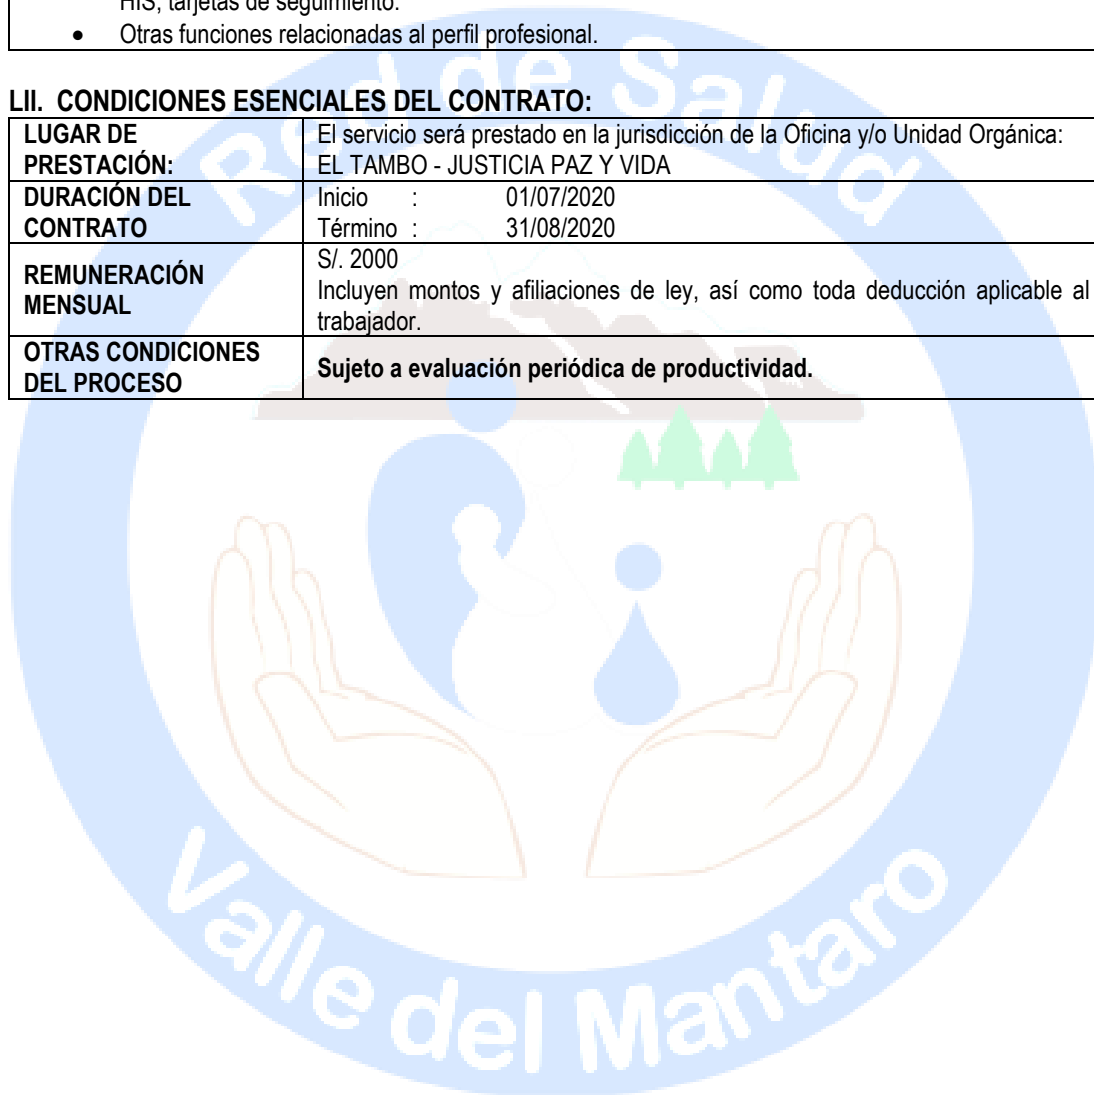 HIS, tarjetas de seguimiento.
• Otras funciones relacionadas al perfil profesional.
LII. CONDICIONES ESENCIALES DEL CONTRATO:
LUGAR DE
PRESTACIÓN:
El servicio será prestado en la jurisdicción de la Oficina y/o Unidad Orgánica:
EL TAMBO - JUSTICIA PAZ Y VIDA
DURACIÓN DEL
CONTRATO
Inicio : 01/07/2020
Término : 31/08/2020
REMUNERACIÓN
MENSUAL
S/. 2000
Incluyen montos y afiliaciones de ley, así como toda deducción aplicable al
trabajador.
OTRAS CONDICIONES
DEL PROCESO
Sujeto a evaluación periódica de productividad.
Red de Salud
Valle del Mantaro